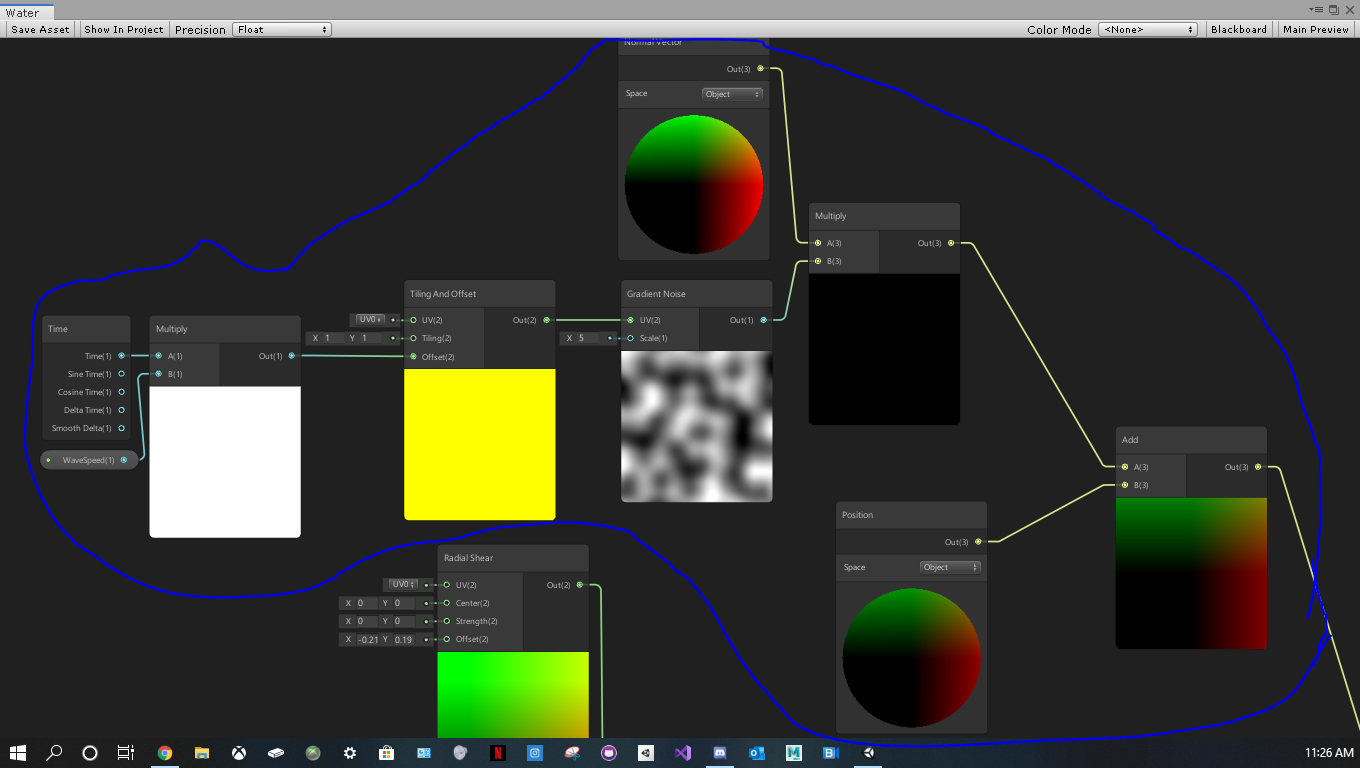 Water
Save Asset Show In Project Precision Float Color Mode <None> Blackboard Main Preview
Normal Vector
Out(3)
Space Object
Multiply
A(3) Out(3)
B(3)
Tiling And Offset
UV0 UV(2) Out(2)
X 1 Y 1 Tiling(2)
Offset(2)
Gradient Noise
UV(2) Out(1)
X 5 Scale(1)
Time
Time(1)
Sine Time(1)
Cosine Time(1)
Delta Time(1)
Smooth Delta(1)
WaveSpeed(1)
Multiply
A(1) Out(1)
B(1)
Add
A(3) Out(3)
B(3)
Position
Out(3)
Space Object
Radial Shear
UV0 UV(2) Out(2)
X 0 Y 0 Center(2)
X 0 Y 0 Strength(2)
X -0.21 Y 0.19 Offset(2)
11:26 AM